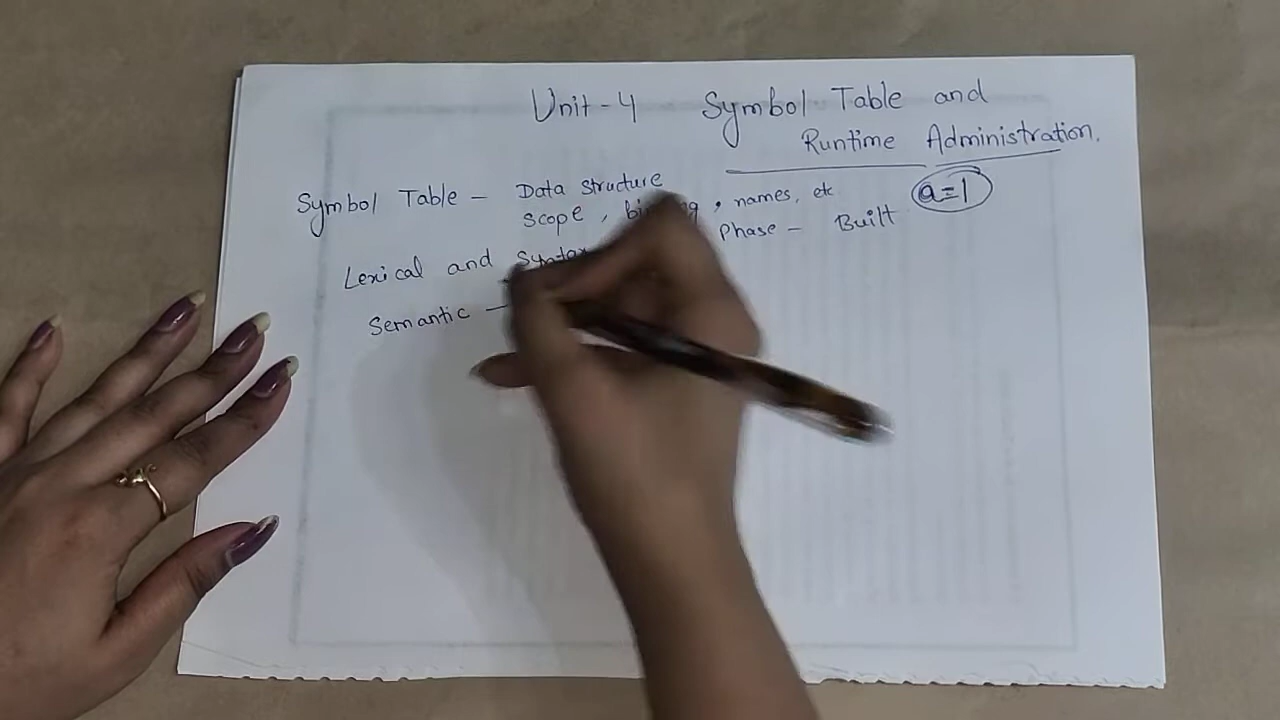 Unit-4 Symbol Table and
Runtime Administration.
Symbol Table - Data Structure
scope, names, etc
a=1
Lexical and Syntax Phase - Built
Semantic -